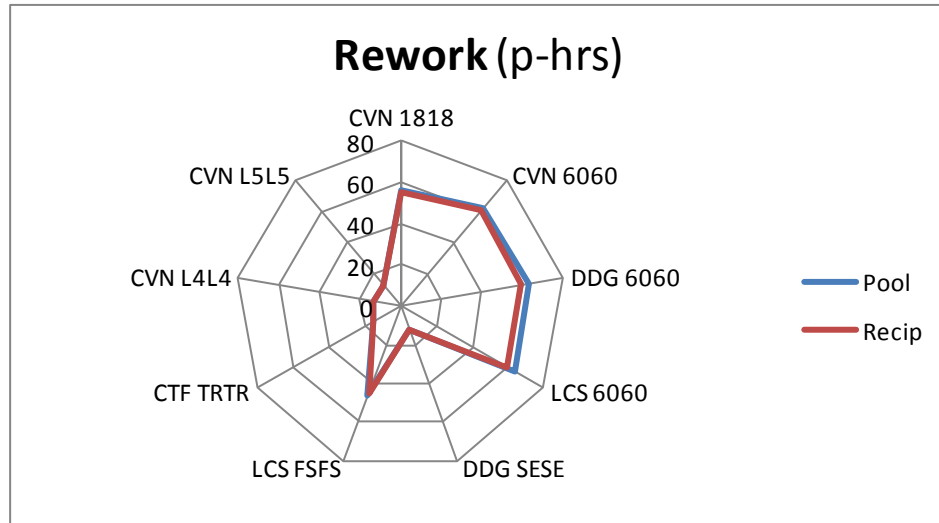 Rework (p-hrs)
CVN 1818
80
60
40
20
0
CVN 6060
DDG 6060
LCS 6060
DDG SESE
LCS FSFS
CTF TRTR
CVN L4L4
CVN L5L5
Pool
Recip